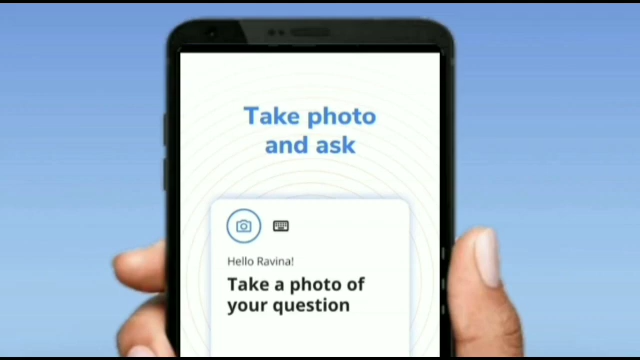 Take photo
and ask
Hello Ravina!
Take a photo of
your question